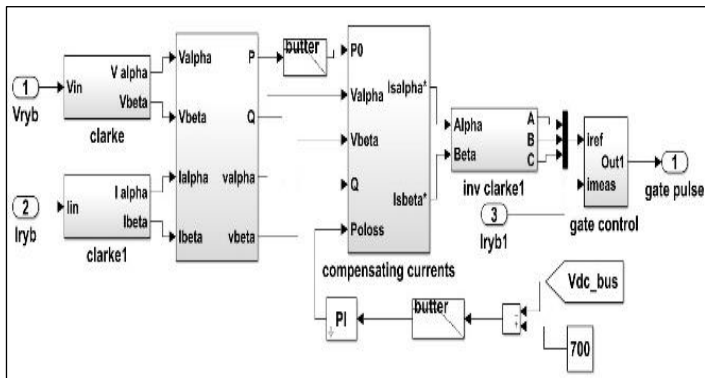 1
Vryb
Vin
V alpha
Vbeta
clarke
2
Iryb
Iin
I alpha
Ibeta
clarke1
Valpha
Vbeta
Ialpha
Ibeta
P
Q
valpha
vbeta
butter
P0
Valpha
Vbeta
Q
Poloss
Isalpha*
Isbeta*
compensating currents
Alpha
Beta
A
B
C
inv clarke1
3
Iryb1
iref
imeas
Out1
gate control
1
gate pulse
PI
butter
-
+
Vdc_bus
700